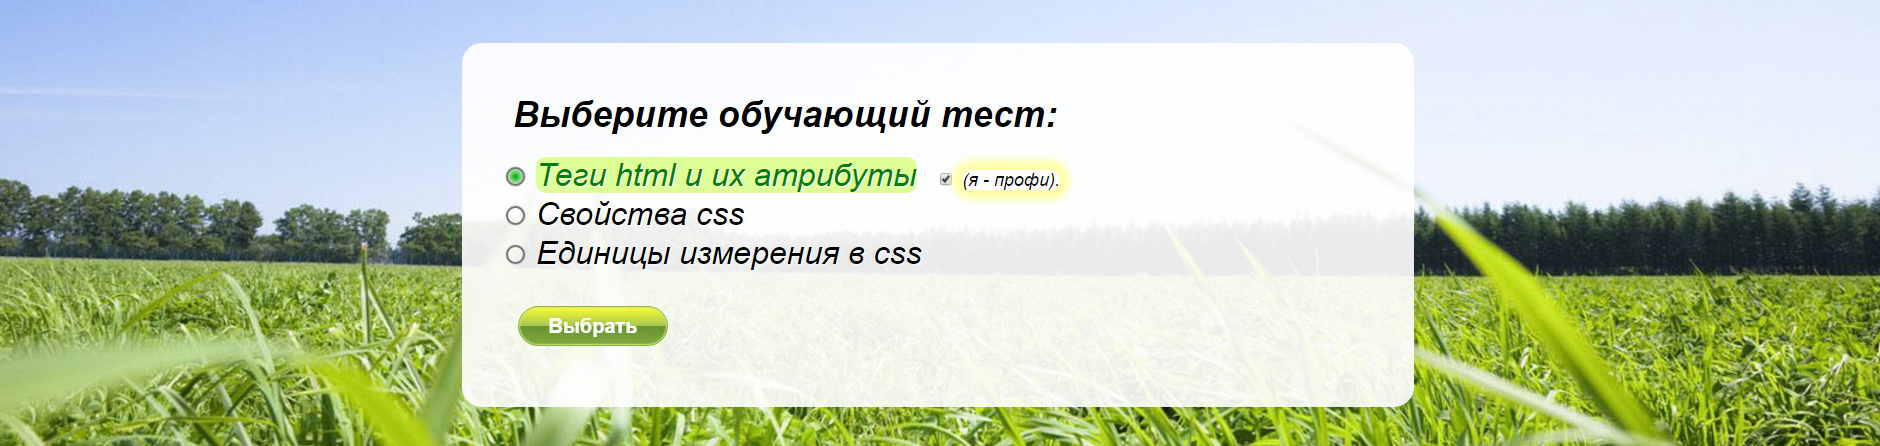 Выберите обучающий тест:
Теги html и их атрибуты (я - профи).
Свойства css
Единицы измерения в css
Выбрать